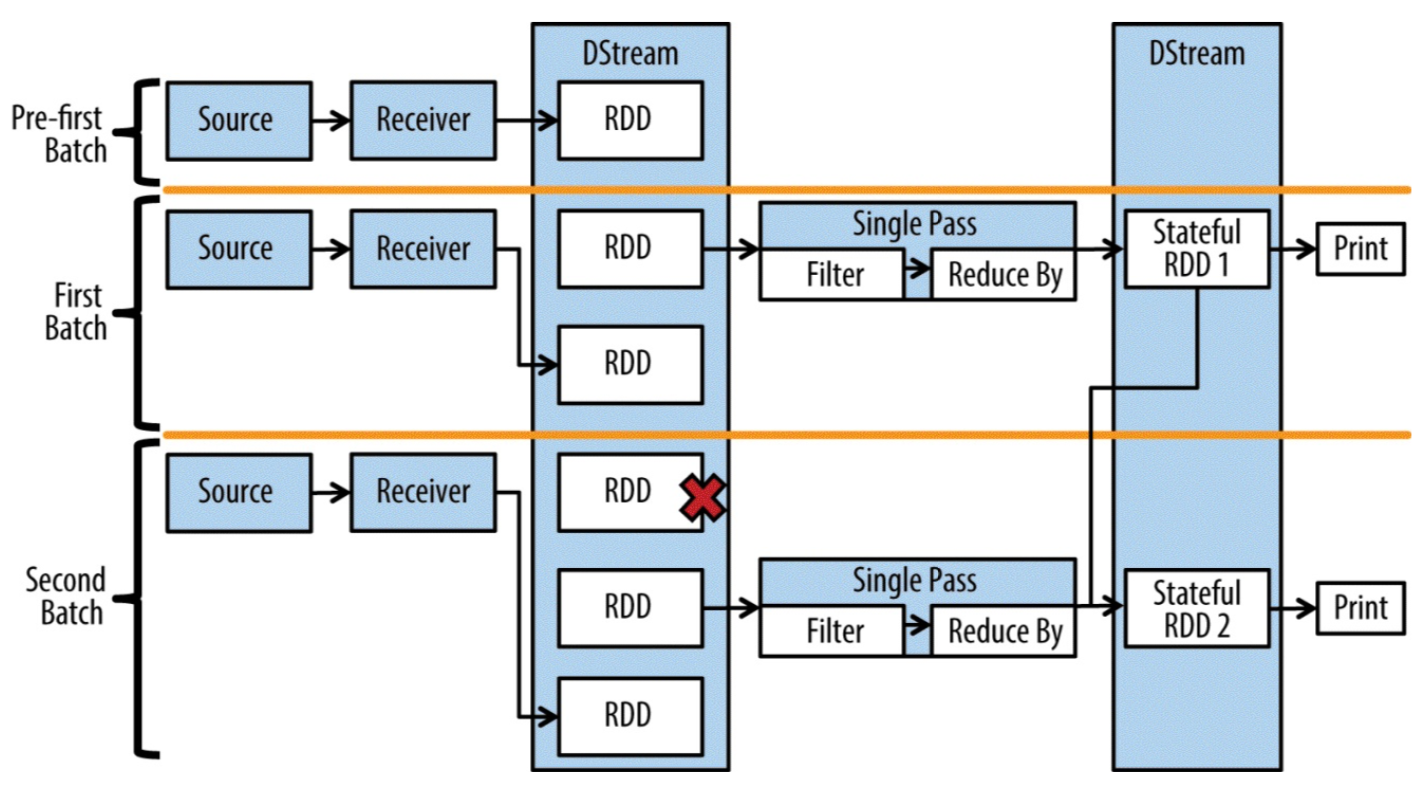 DStream
DStream
Pre-first
Batch
Source
Receiver
RDD
First
Batch
Source
Receiver
RDD
Single Pass
Filter
Reduce By
Stateful
RDD 1
Print
RDD
Second
Batch
Source
Receiver
RDD
RDD
Single Pass
Filter
Reduce By
Stateful
RDD 2
Print
RDD